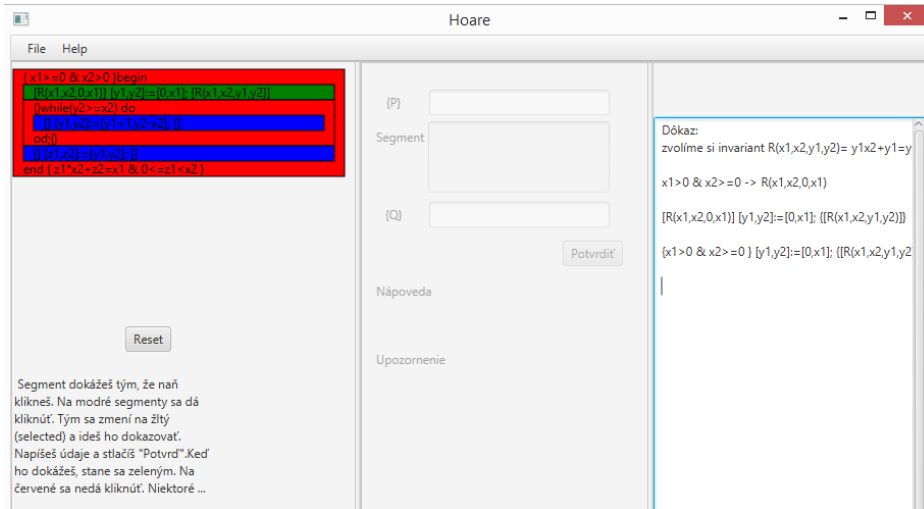 Hoare
File Help
{ x1>=0 & x2>0 }begin
[R(x1,x2,0,x1)] [y1,y2]:=[0,x1]; [R(x1,x2,y1,y2)]
{}while(y2>=x2) do
[] [y1,y2]:=[y1+1,y2-x2]; []
od;{}
[] [z1,z2]:=[y1,y2]; []
end { z1*x2+z2=x1 & 0<=z1<x2 }
Reset
Segment dokážeš tým, že naň
klikneš. Na modré segmenty sa dá
kliknúť. Tým sa zmení na žltý
(selected) a ideš ho dokazovať.
Napíšeš údaje a stlačíš "Potvrď".Keď
ho dokážeš, stane sa zeleným. Na
červené sa nedá kliknúť. Niektoré ...
{P}
Segment
{Q}
Potvrdiť
Nápoveda
Upozornenie
Dôkaz:
zvolíme si invariant R(x1,x2,y1,y2)= y1x2+y1=y
x1>0 & x2>=0 -> R(x1,x2,0,x1)
[R(x1,x2,0,x1)] [y1,y2]:=[0,x1]; {[R(x1,x2,y1,y2)]}
{x1>0 & x2>=0 } [y1,y2]:=[0,x1]; {[R(x1,x2,y1,y2